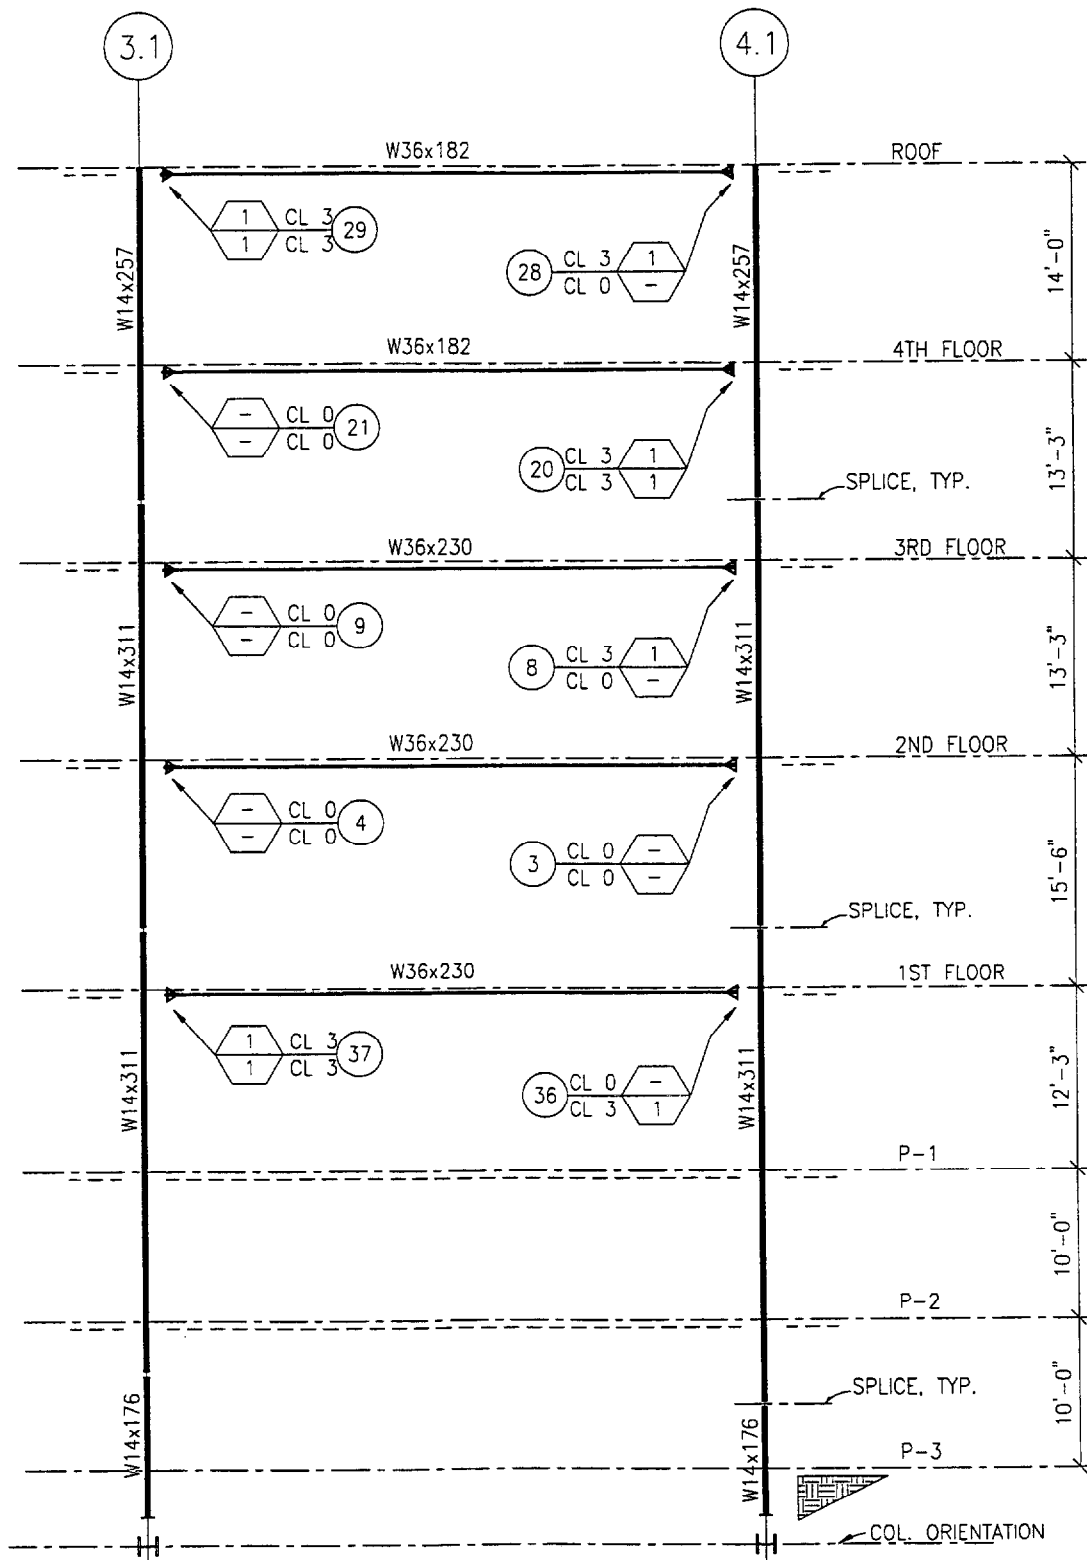 3.1
4.1
W36x182
ROOF
1 CL 3
1 CL 3
29
28
CL 3 1
CL 0 -
W14x257
W14x257
14'-0"
W36x182
4TH FLOOR
- CL 0
- CL 0
21
20
CL 3 1
CL 3 1
SPLICE, TYP.
13'-3"
W36x230
3RD FLOOR
- CL 0
- CL 0
9
8
CL 3 1
CL 0 -
W14x311
W14x311
13'-3"
W36x230
2ND FLOOR
- CL 0
- CL 0
4
3
CL 0 -
CL 0 -
15'-6"
SPLICE, TYP.
W36x230
1ST FLOOR
1 CL 3
1 CL 3
37
36
CL 0 -
CL 3 1
W14x311
W14x311
12'-3"
P-1
10'-0"
P-2
SPLICE, TYP.
10'-0"
W14x176
W14x176
P-3
COL. ORIENTATION